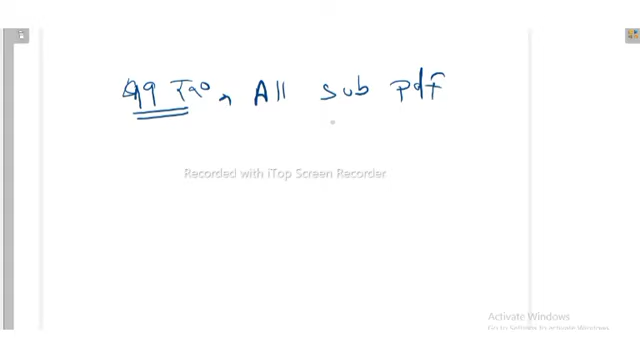 All sub pdf
Recorded with iTop Screen Recorder
Activate Windows
Go to Settings to activate Windows.